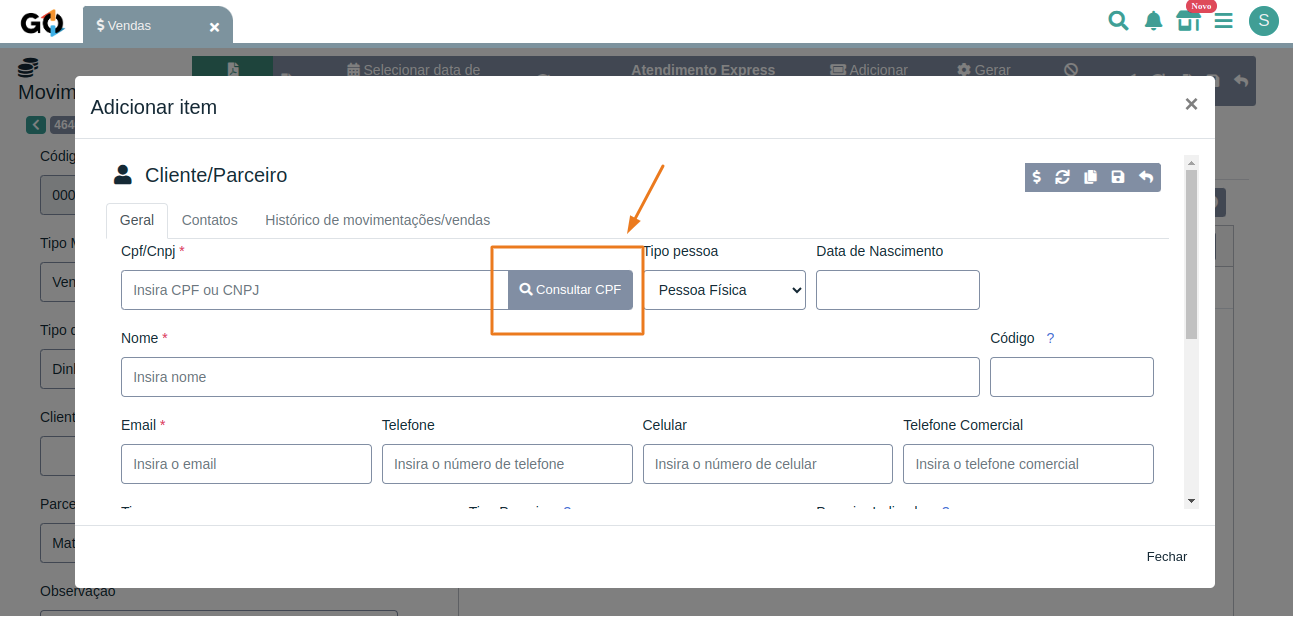 GO
$ Vendas ×
Novo
S
Selecionar data de
Atendimento Express
Adicionar
Gerar
Movim
464
Adicionar item
×
Códig
000
Tipo M
Ven
Tipo d
Dinl
Client
Parce
Mat
Observação
Cliente/Parceiro
$
Geral
Contatos
Histórico de movimentações/vendas
Cpf/Cnpj *
Tipo pessoa
Data de Nascimento
Insira CPF ou CNPJ
Consultar CPF
Pessoa Física
Nome *
Código ?
Insira nome
Email *
Telefone
Celular
Telefone Comercial
Insira o email
Insira o número de telefone
Insira o número de celular
Insira o telefone comercial
Fechar